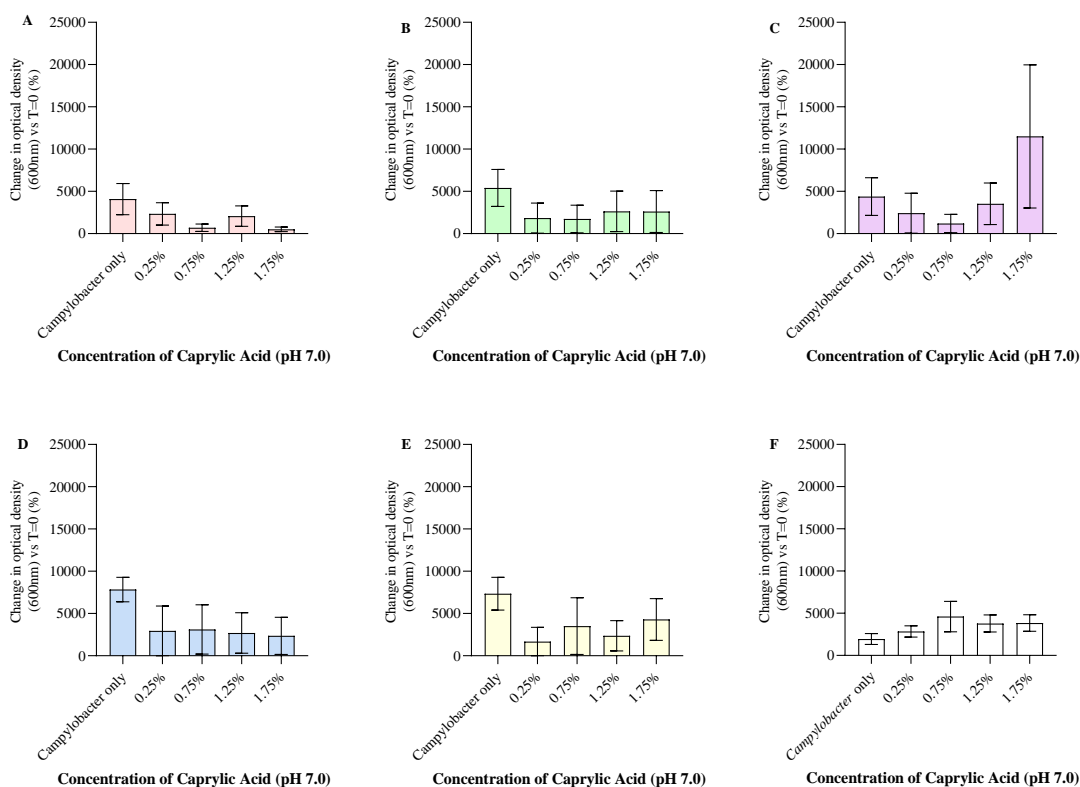 A
25000
20000
15000
10000
5000
0
Change in optical density
(600nm) vs T=0 (%)
Campylobacter only
0.25%
0.75%
1.25%
1.75%
Concentration of Caprylic Acid (pH 7.0)
B
25000
20000
15000
10000
5000
0
Change in optical density
(600nm) vs T=0 (%)
Campylobacter only
0.25%
0.75%
1.25%
1.75%
Concentration of Caprylic Acid (pH 7.0)
C
25000
20000
15000
10000
5000
0
Change in optical density
(600nm) vs T=0 (%)
Campylobacter only
0.25%
0.75%
1.25%
1.75%
Concentration of Caprylic Acid (pH 7.0)
D
25000
20000
15000
10000
5000
0
Change in optical density
(600nm) vs T=0 (%)
Campylobacter only
0.25%
0.75%
1.25%
1.75%
Concentration of Caprylic Acid (pH 7.0)
E
25000
20000
15000
10000
5000
0
Change in optical density
(600nm) vs T=0 (%)
Campylobacter only
0.25%
0.75%
1.25%
1.75%
Concentration of Caprylic Acid (pH 7.0)
F
25000
20000
15000
10000
5000
0
Change in optical density
(600nm) vs T=0 (%)
Campylobacter only
0.25%
0.75%
1.25%
1.75%
Concentration of Caprylic Acid (pH 7.0)